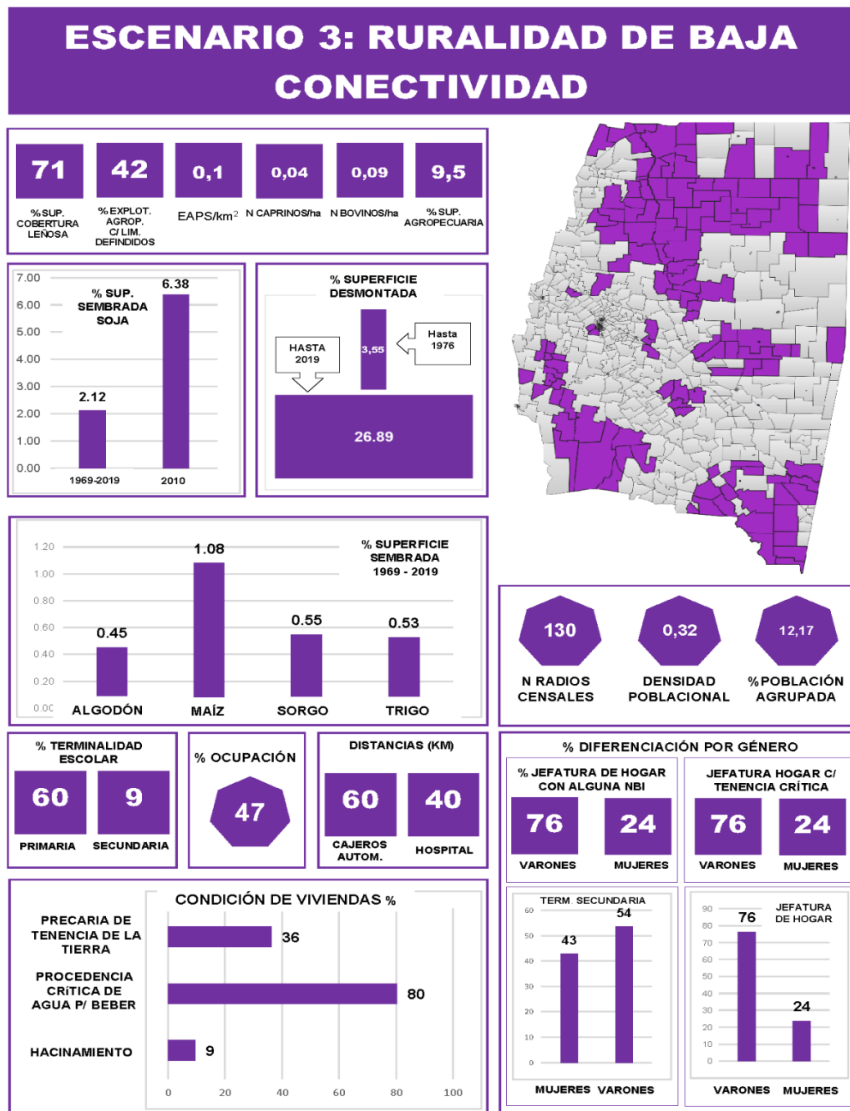 ESCENARIO 3: RURALIDAD DE BAJA
CONECTIVIDAD
71
42
0,1
0,04
0,09
9,5
% SUP.
COBERTURA
LEÑOSA
% EXPLOT.
AGROP.
C/ LIM.
DEFINDIDOS
EAPS/km²
N CAPRINOS/ha
N BOVINOS/ha
% SUP.
AGROPECUARIA
% SUP.
SEMBRADA
SOJA
7.00
6.00
5.00
4.00
3.00
2.00
1.00
0.00
2.12
6.38
1969-2019
2010
% SUPERFICIE
DESMONTADA
HASTA
2019
3,55
Hasta
1976
26.89
% SUPERFICIE
SEMBRADA
1969 - 2019
1.20
1.00
0.80
0.60
0.40
0.20
0.00
0.45
1.08
0.55
0.53
ALGODÓN
MAÍZ
SORGO
TRIGO
130
0,32
12,17
N RADIOS
CENSALES
DENSIDAD
POBLACIONAL
%POBLACIÓN
AGRUPADA
% TERMINALIDAD
ESCOLAR
60
9
PRIMARIA
SECUNDARIA
% OCUPACIÓN
47
DISTANCIAS (KM)
60
40
CAJEROS
AUTOM.
HOSPITAL
% DIFERENCIACIÓN POR GÉNERO
% JEFATURA DE HOGAR
CON ALGUNA NBI
76
24
VARONES
MUJERES
JEFATURA HOGAR C/
TENENCIA CRÍTICA
76
24
VARONES
MUJERES
CONDICIÓN DE VIVIENDAS %
PRECARIA DE
TENENCIA DE LA
TIERRA
36
PROCEDENCIA
CRÍTICA DE
AGUA P/ BEBER
80
HACINAMIENTO
9
0
20
40
60
80
100
TERM. SECUNDARIA
60
50
40
30
20
10
0
43
54
MUJERES
VARONES
JEFATURA
DE HOGAR
90
80
70
60
50
40
30
20
10
0
76
24
VARONES
MUJERES